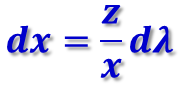 dx = z/x dλ